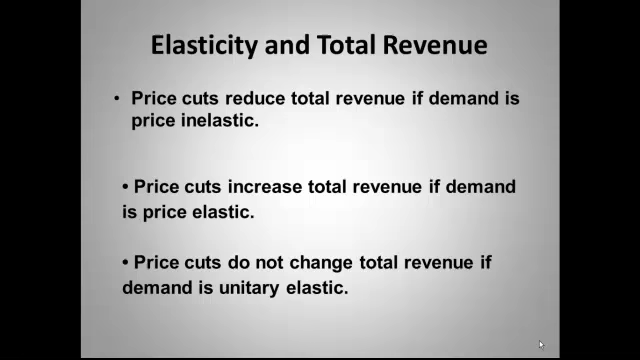 Elasticity and Total Revenue
• Price cuts reduce total revenue if demand is
price inelastic.
• Price cuts increase total revenue if demand
is price elastic.
• Price cuts do not change total revenue if
demand is unitary elastic.